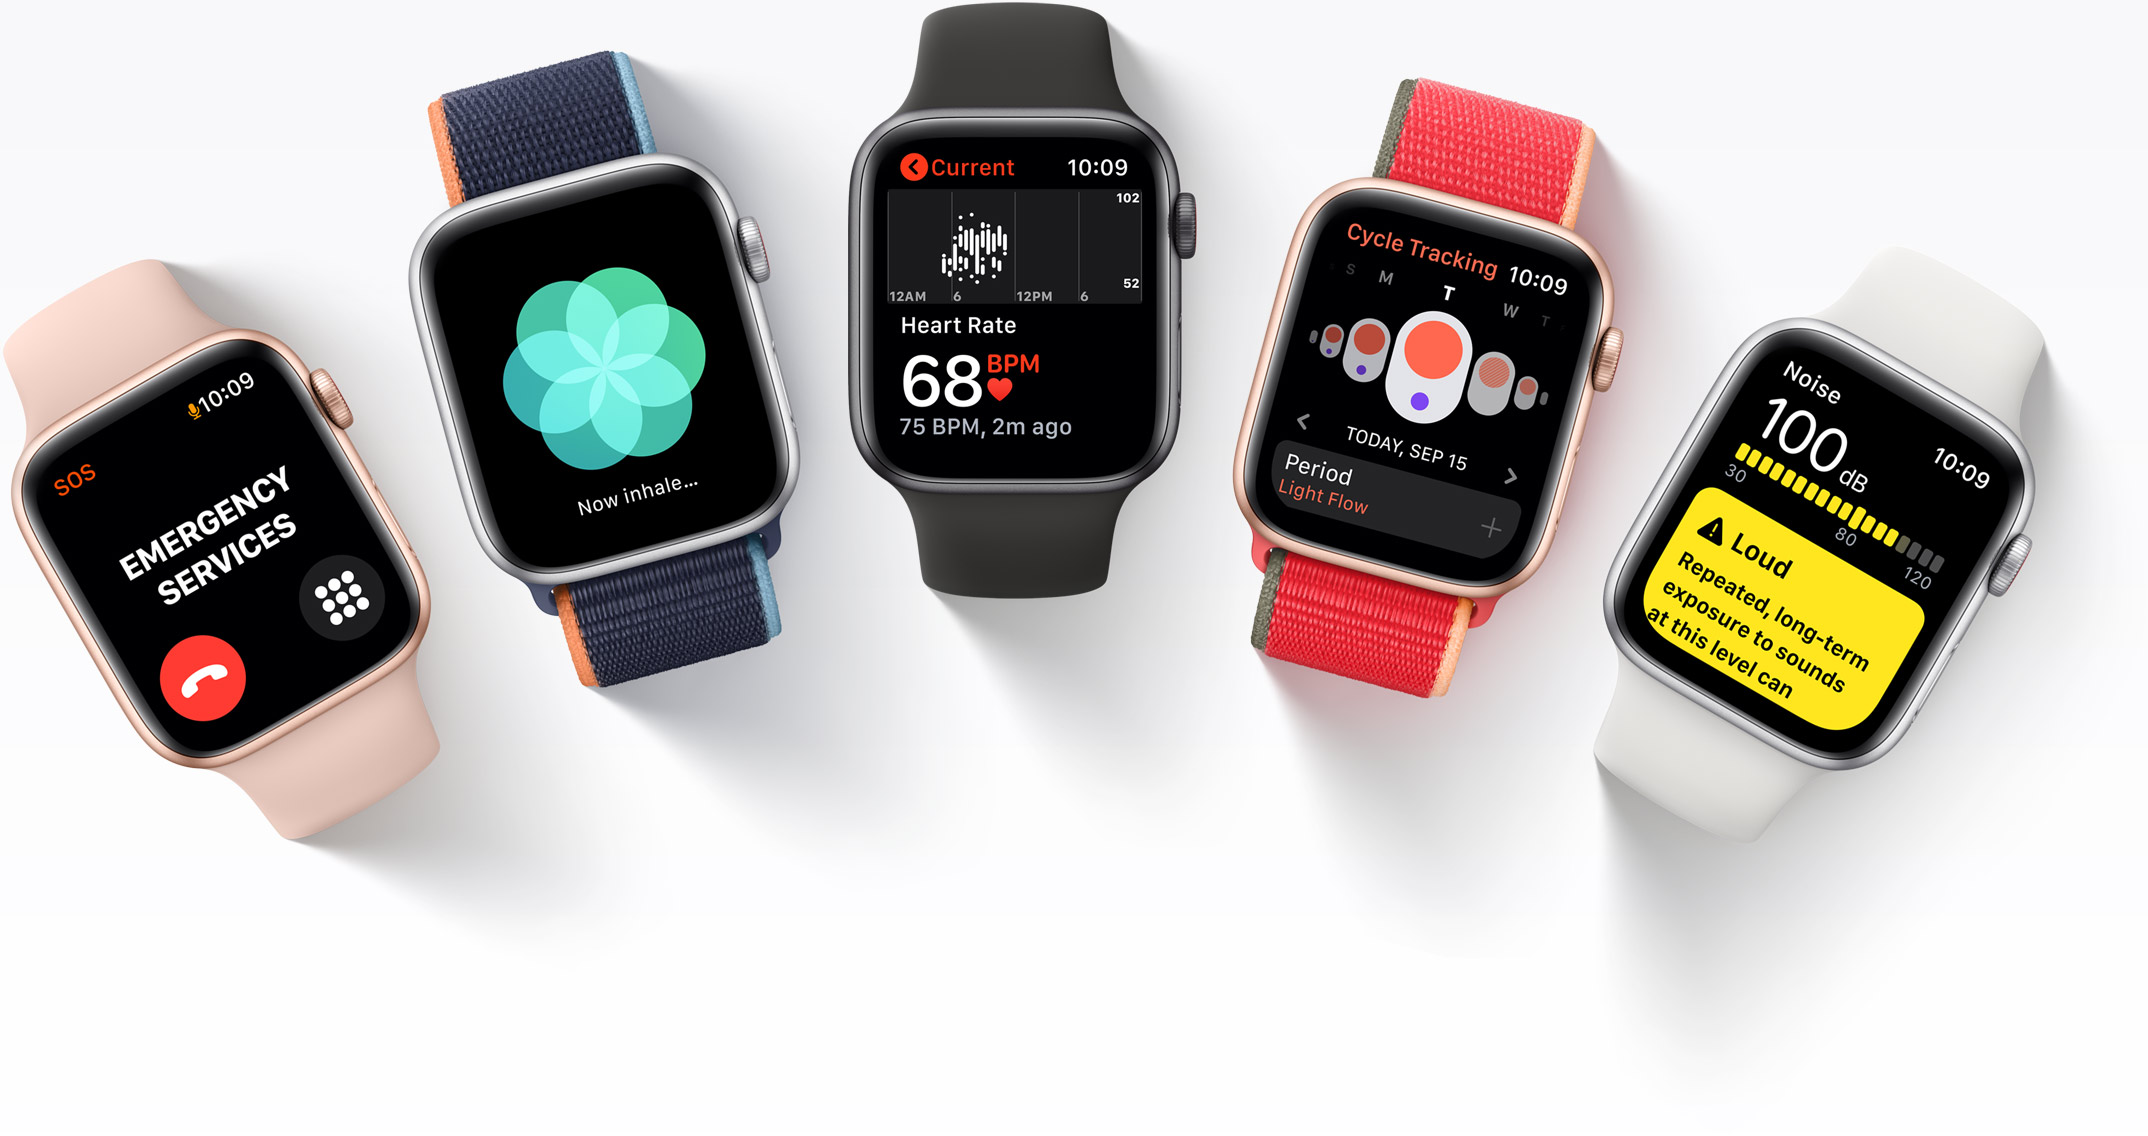 10:09
SOS
EMERGENCY
SERVICES
Now inhale...
Current 10:09
102
52
12AM 6 12PM 6
Heart Rate
68 BPM
75 BPM, 2m ago
Cycle Tracking 10:09
S M T W T
TODAY, SEP 15
Period
Light Flow
Noise
10:09
100 dB
30 80 120
Loud
Repeated, long-term
exposure to sounds
at this level can